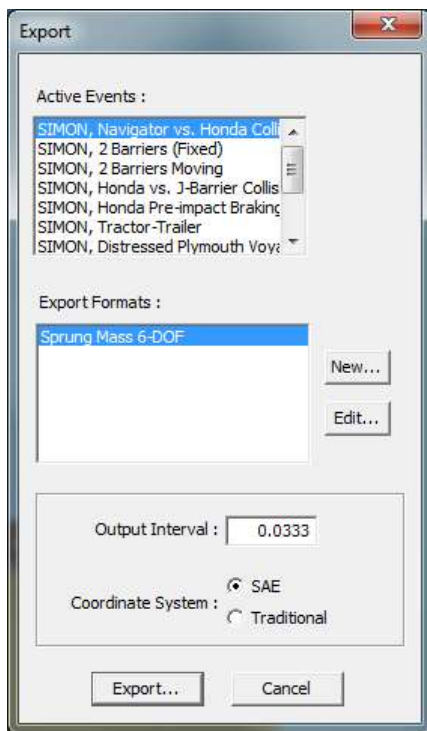 Export
Active Events :
SIMON, Navigator vs. Honda Colli
SIMON, 2 Barriers (Fixed)
SIMON, 2 Barriers Moving
SIMON, Honda vs. J-Barrier Collis
SIMON, Honda Pre-impact Braking
SIMON, Tractor-Trailer
SIMON, Distressed Plymouth Voya
Export Formats :
Sprung Mass 6-DOF
New...
Edit...
Output Interval : 0.0333
Coordinate System :
SAE
Traditional
Export...
Cancel